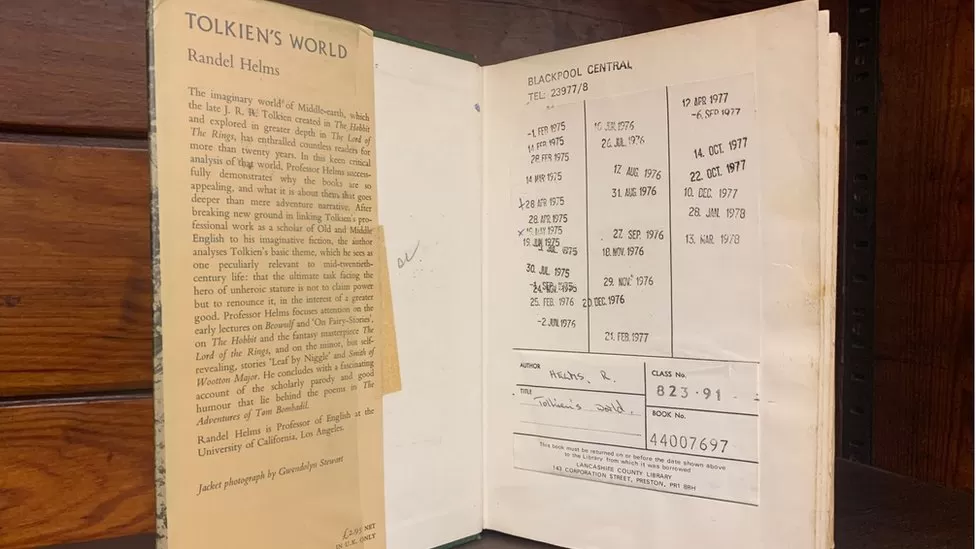 TOLKIEN'S WORLD
Randel Helms
The imaginary world of Middle-earth, which
the late J. R. R. Tolkien created in The Hobbit
and explored in greater depth in The Lord of
The Rings, has enthralled countless readers for
more than twenty years. In this keen critical
analysis of that world, Professor Helms success-
fully demonstrates why the books are so
appealing, and what it is about them that goes
deeper than mere adventure narrative. After
breaking new ground in linking Tolkien's pro-
fessional work as a scholar of Old and Middle
English to his imaginative fiction, the author
analyses Tolkien's basic theme, which he sees as
one peculiarly relevant to mid-twentieth-
century life: that the ultimate task facing the
hero of unheroic stature is not to claim power
but to renounce it, in the interest of a greater
good. Professor Helms focuses attention on the
early lectures on Beowulf and 'On Fairy-Stories',
on The Hobbit and the fantasy masterpiece The
Lord of the Rings, and on the minor, but self-
revealing, stories 'Leaf by Niggle' and Smith of
Wootton Major. He concludes with a fascinating
account of the scholarly parody and good
humour that lie behind the poems in The
Adventures of Tom Bombadil.
Randel Helms is Professor of English at the
University of California, Los Angeles.
Jacket photograph by Gwendolyn Stewart
£2.95 NET
IN U.K. ONLY
BLACKPOOL CENTRAL
TEL: 23977/8
-1. FEB 1975
14 FEB 1975
28 FEB 1975
14 MAR 1975
28 APR 1975
28. APR 1975
MAY 1975
19. JUN 1975
JUL 1975
30. JUL 1975
25. FEB 1976
-2 JUN 1976
1976
26. JUL 1976
17. AUG 1976
31. AUG 1976
27. SEP 1976
18. NOV. 1976
29. NOV. 1976
20. DEC. 1976
21. FEB. 1977
12 APR 1977
-6. SEP 1977
14. OCT. 1977
22. OCT. 1977
10. DEC. 1977
28. JAN. 1978
13. MAR. 1978
AUTHOR
HELMS, R.
TITLE
Tolkien's world.
CLASS No.
823.91
BOOK No.
44007697
This book must be returned on or before the date shown above
to the Library from which it was borrowed
LANCASHIRE COUNTY LIBRARY
143 CORPORATION STREET, PRESTON, PR1 8RH